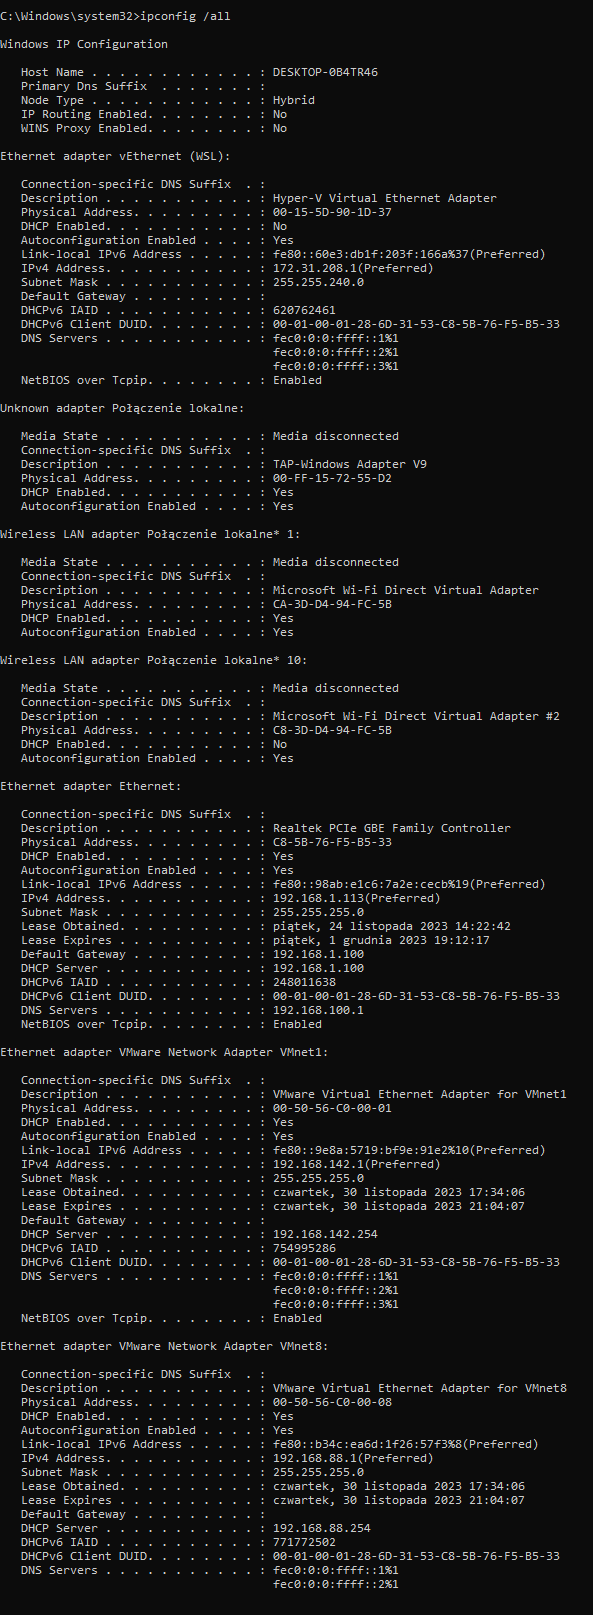 C:\Windows\system32>ipconfig /all
Windows IP Configuration
Host Name . . . . . . . . . . . . : DESKTOP-0B4TR46
Primary Dns Suffix  . . . . . . . :
Node Type . . . . . . . . . . . . : Hybrid
IP Routing Enabled. . . . . . . . : No
WINS Proxy Enabled. . . . . . . . : No
Ethernet adapter vEthernet (WSL):
Connection-specific DNS Suffix  . :
Description . . . . . . . . . . . : Hyper-V Virtual Ethernet Adapter
Physical Address. . . . . . . . . : 00-15-5D-90-1D-37
DHCP Enabled. . . . . . . . . . . : No
Autoconfiguration Enabled . . . . : Yes
Link-local IPv6 Address . . . . . : fe80::60e3:db1f:203f:166a%37(Preferred)
IPv4 Address. . . . . . . . . . . : 172.31.208.1(Preferred)
Subnet Mask . . . . . . . . . . . : 255.255.240.0
Default Gateway . . . . . . . . . :
DHCPv6 IAID . . . . . . . . . . . : 620762461
DHCPv6 Client DUID. . . . . . . . : 00-01-00-01-28-6D-31-53-C8-5B-76-F5-B5-33
DNS Servers . . . . . . . . . . . : fec0:0:0:ffff::1%1
fec0:0:0:ffff::2%1
fec0:0:0:ffff::3%1
NetBIOS over Tcpip. . . . . . . . : Enabled
Unknown adapter Połączenie lokalne:
Media State . . . . . . . . . . . : Media disconnected
Connection-specific DNS Suffix  . :
Description . . . . . . . . . . . : TAP-Windows Adapter V9
Physical Address. . . . . . . . . : 00-FF-15-72-55-D2
DHCP Enabled. . . . . . . . . . . : Yes
Autoconfiguration Enabled . . . . : Yes
Wireless LAN adapter Połączenie lokalne* 1:
Media State . . . . . . . . . . . : Media disconnected
Connection-specific DNS Suffix  . :
Description . . . . . . . . . . . : Microsoft Wi-Fi Direct Virtual Adapter
Physical Address. . . . . . . . . : CA-3D-D4-94-FC-5B
DHCP Enabled. . . . . . . . . . . : Yes
Autoconfiguration Enabled . . . . : Yes
Wireless LAN adapter Połączenie lokalne* 10:
Media State . . . . . . . . . . . : Media disconnected
Connection-specific DNS Suffix  . :
Description . . . . . . . . . . . : Microsoft Wi-Fi Direct Virtual Adapter #2
Physical Address. . . . . . . . . : C8-3D-D4-94-FC-5B
DHCP Enabled. . . . . . . . . . . : No
Autoconfiguration Enabled . . . . : Yes
Ethernet adapter Ethernet:
Connection-specific DNS Suffix  . :
Description . . . . . . . . . . . : Realtek PCIe GBE Family Controller
Physical Address. . . . . . . . . : C8-5B-76-F5-B5-33
DHCP Enabled. . . . . . . . . . . : Yes
Autoconfiguration Enabled . . . . : Yes
Link-local IPv6 Address . . . . . : fe80::98ab:e1c6:7a2e:cecb%19(Preferred)
IPv4 Address. . . . . . . . . . . : 192.168.1.113(Preferred)
Subnet Mask . . . . . . . . . . . : 255.255.255.0
Lease Obtained. . . . . . . . . . : piątek, 24 listopada 2023 14:22:42
Lease Expires . . . . . . . . . . : piątek, 1 grudnia 2023 19:12:17
Default Gateway . . . . . . . . . : 192.168.1.100
DHCP Server . . . . . . . . . . . : 192.168.1.100
DHCPv6 IAID . . . . . . . . . . . : 248011638
DHCPv6 Client DUID. . . . . . . . : 00-01-00-01-28-6D-31-53-C8-5B-76-F5-B5-33
DNS Servers . . . . . . . . . . . : 192.168.100.1
NetBIOS over Tcpip. . . . . . . . : Enabled
Ethernet adapter VMware Network Adapter VMnet1:
Connection-specific DNS Suffix  . :
Description . . . . . . . . . . . : VMware Virtual Ethernet Adapter for VMnet1
Physical Address. . . . . . . . . : 00-50-56-C0-00-01
DHCP Enabled. . . . . . . . . . . : Yes
Autoconfiguration Enabled . . . . : Yes
Link-local IPv6 Address . . . . . : fe80::9e8a:5719:bf9e:91e2%10(Preferred)
IPv4 Address. . . . . . . . . . . : 192.168.142.1(Preferred)
Subnet Mask . . . . . . . . . . . : 255.255.255.0
Lease Obtained. . . . . . . . . . : czwartek, 30 listopada 2023 17:34:06
Lease Expires . . . . . . . . . . : czwartek, 30 listopada 2023 21:04:07
Default Gateway . . . . . . . . . :
DHCP Server . . . . . . . . . . . : 192.168.142.254
DHCPv6 IAID . . . . . . . . . . . : 754995286
DHCPv6 Client DUID. . . . . . . . : 00-01-00-01-28-6D-31-53-C8-5B-76-F5-B5-33
DNS Servers . . . . . . . . . . . : fec0:0:0:ffff::1%1
fec0:0:0:ffff::2%1
fec0:0:0:ffff::3%1
NetBIOS over Tcpip. . . . . . . . : Enabled
Ethernet adapter VMware Network Adapter VMnet8:
Connection-specific DNS Suffix  . :
Description . . . . . . . . . . . : VMware Virtual Ethernet Adapter for VMnet8
Physical Address. . . . . . . . . : 00-50-56-C0-00-08
DHCP Enabled. . . . . . . . . . . : Yes
Autoconfiguration Enabled . . . . : Yes
Link-local IPv6 Address . . . . . : fe80::b34c:ea6d:1f26:57f3%8(Preferred)
IPv4 Address. . . . . . . . . . . : 192.168.88.1(Preferred)
Subnet Mask . . . . . . . . . . . : 255.255.255.0
Lease Obtained. . . . . . . . . . : czwartek, 30 listopada 2023 17:34:06
Lease Expires . . . . . . . . . . : czwartek, 30 listopada 2023 21:04:07
Default Gateway . . . . . . . . . :
DHCP Server . . . . . . . . . . . : 192.168.88.254
DHCPv6 IAID . . . . . . . . . . . : 771772502
DHCPv6 Client DUID. . . . . . . . : 00-01-00-01-28-6D-31-53-C8-5B-76-F5-B5-33
DNS Servers . . . . . . . . . . . : fec0:0:0:ffff::1%1
fec0:0:0:ffff::2%1